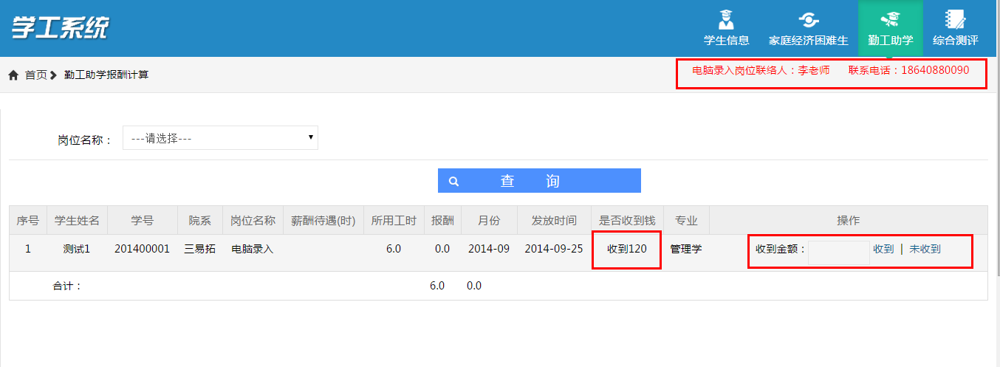 学工系统
学生信息 家庭经济困难生 勤工助学 综合测评
首页 勤工助学报酬计算 电脑录入岗位联络人：李老师 联系电话：18640880090
岗位名称： ---请选择---
查 询
序号 学生姓名 学号 院系 岗位名称 薪酬待遇(时) 所用工时 报酬 月份 发放时间 是否收到钱 专业 操作
1 测试1 201400001 三易拓 电脑录入 6.0 0.0 2014-09 2014-09-25 收到120 管理学 收到金额： 收到 | 未收到
合计： 6.0 0.0